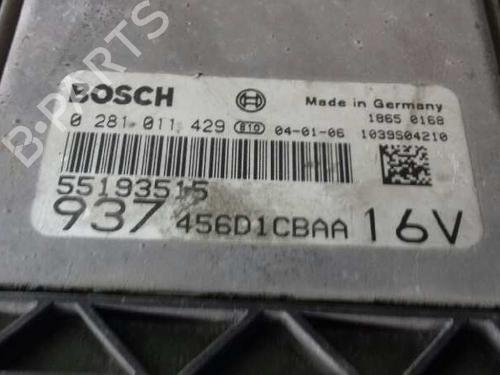 B-PARTS
BOSCH
Made in Germany
1865 0168
0 281 011 429 810 04-01-06 1039S04210
55193515
937 456D1CBAA 16V